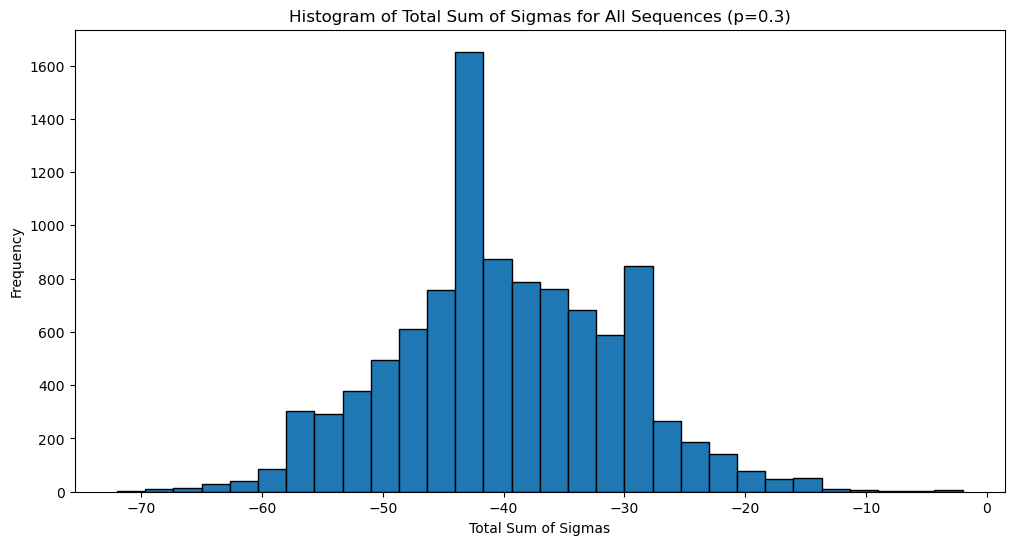 Histogram of Total Sum of Sigmas for All Sequences (p=0.3)
1600
1400
1200
1000
800
600
400
200
0
Frequency
−70 −60 −50 −40 −30 −20 −10 0
Total Sum of Sigmas